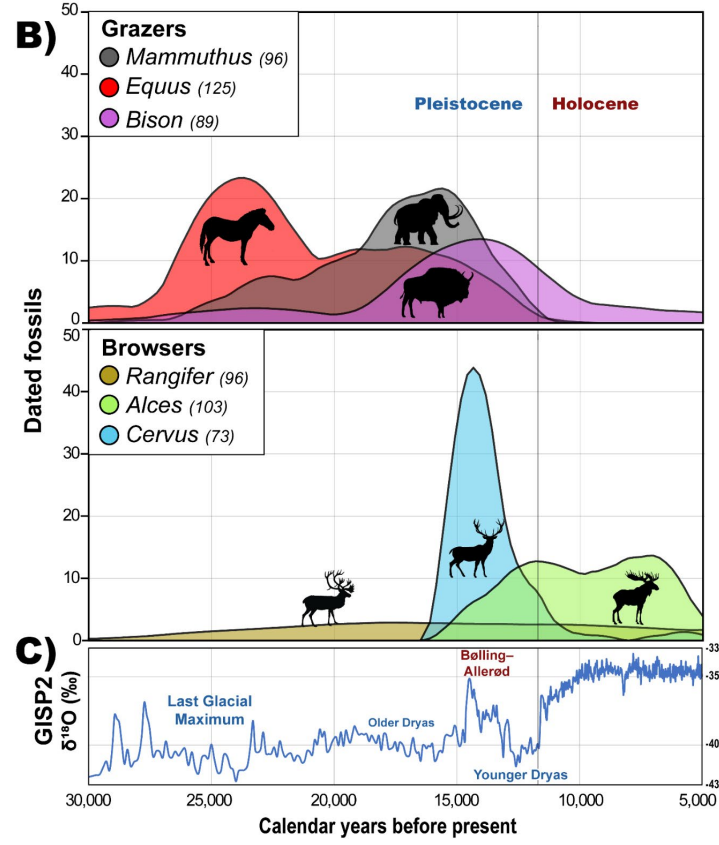 B)
50
40
30
20
10
0
Grazers
Mammuthus (96)
Equus (125)
Bison (89)
Pleistocene Holocene
Dated fossils
50
40
30
20
10
0
Browsers
Rangifer (96)
Alces (103)
Cervus (73)
C)
GISP2
δ¹⁸O (‰)
Last Glacial
Maximum
Older Dryas
Bølling–
Allerød
Younger Dryas
-33
-35
-40
-43
30,000 25,000 20,000 15,000 10,000 5,000
Calendar years before present